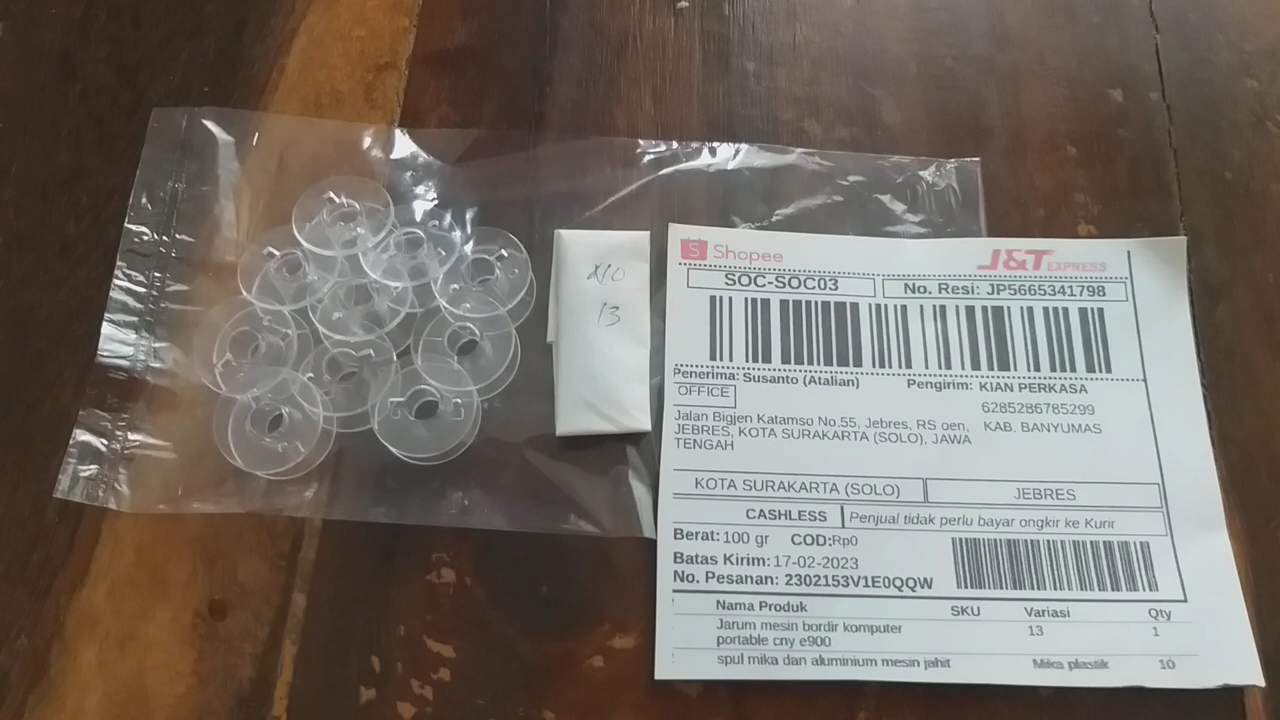 x10
13
Shopee
J&T EXPRESS
SOC-SOC03
No. Resi: JP5665341798
Penerima: Susanto (Atalian)
OFFICE
Jalan Bigjen Katamso No.55, Jebres, RS oen,
JEBRES, KOTA SURAKARTA (SOLO), JAWA
TENGAH
Pengirim: KIAN PERKASA
6285286785299
KAB. BANYUMAS
KOTA SURAKARTA (SOLO)
JEBRES
CASHLESS
Penjual tidak perlu bayar ongkir ke Kurir
Berat: 100 gr COD:Rp0
Batas Kirim: 17-02-2023
No. Pesanan: 2302153V1E0QQW
Nama Produk SKU Variasi Qty
Jarum mesin bordir komputer 13 1
portable cny e900
spul mika dan aluminium mesin jahit Mika plastik 10